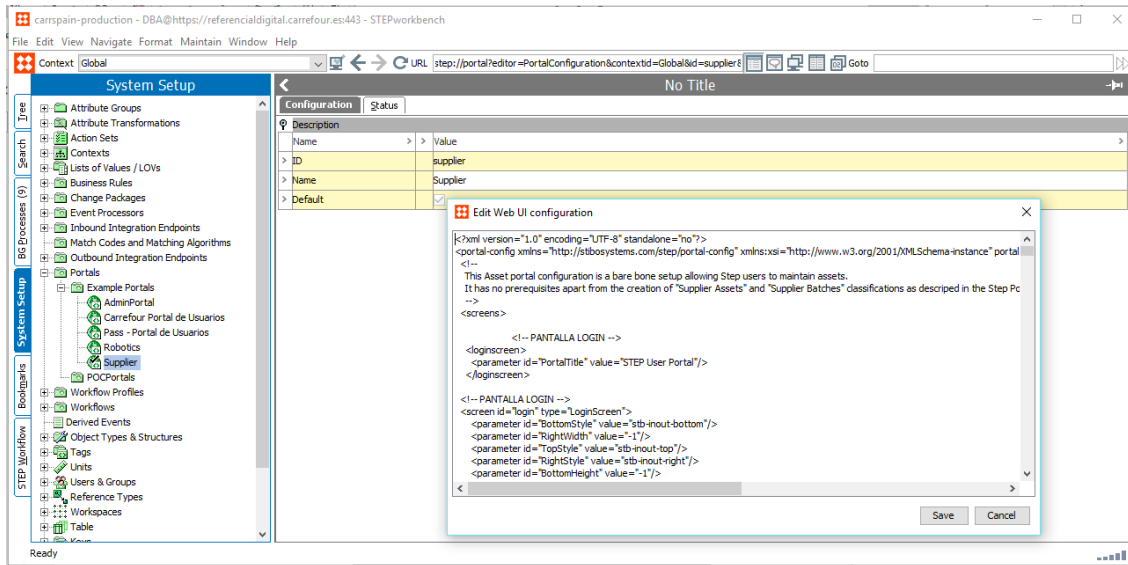 carrspain-production - DBA@https://referencialdigital.carrefour.es:443 - STEPworkbench
File Edit View Navigate Format Maintain Window Help
Context Global URL step://portal?editor=PortalConfiguration&contextid=Global&id=supplier& Goto
System Setup
No Title
Tree
Search
BG Processes (6)
System Setup
Bookmarks
STEP Workflow
Attribute Groups
Attribute Transformations
Action Sets
Contexts
Lists of Values / LOVs
Business Rules
Change Packages
Event Processors
Inbound Integration Endpoints
Match Codes and Matching Algorithms
Outbound Integration Endpoints
Portals
Example Portals
AdminPortal
Carrefour Portal de Usuarios
Pass - Portal de Usuarios
Robotics
Supplier
POCPortals
Workflow Profiles
Workflows
Derived Events
Object Types & Structures
Tags
Units
Users & Groups
Reference Types
Workspaces
Table
Configuration Status
Description
Name > > Value >
> ID supplier
> Name Supplier
> Default
Edit Web UI configuration
<?xml version="1.0" encoding="UTF-8" standalone="no"?>
<portal-config xmlns="http://stibosystems.com/step/portal-config" xmlns:xsi="http://www.w3.org/2001/XMLSchema-instance" portal
<!--
This Asset portal configuration is a bare bone setup allowing Step users to maintain assets.
It has no prerequisites apart from the creation of "Supplier Assets" and "Supplier Batches" classifications as descriped in the Step Pc
-->
<screens>
<!-- PANTALLA LOGIN -->
<loginscreen>
<parameter id="PortalTitle" value="STEP User Portal"/>
</loginscreen>
<!-- PANTALLA LOGIN -->
<screen id="login" type="LoginScreen">
<parameter id="BottomStyle" value="stb-inout-bottom"/>
<parameter id="RightWidth" value="-1"/>
<parameter id="TopStyle" value="stb-inout-top"/>
<parameter id="RightStyle" value="stb-inout-right"/>
<parameter id="BottomHeight" value="-1"/>
Save Cancel
Ready